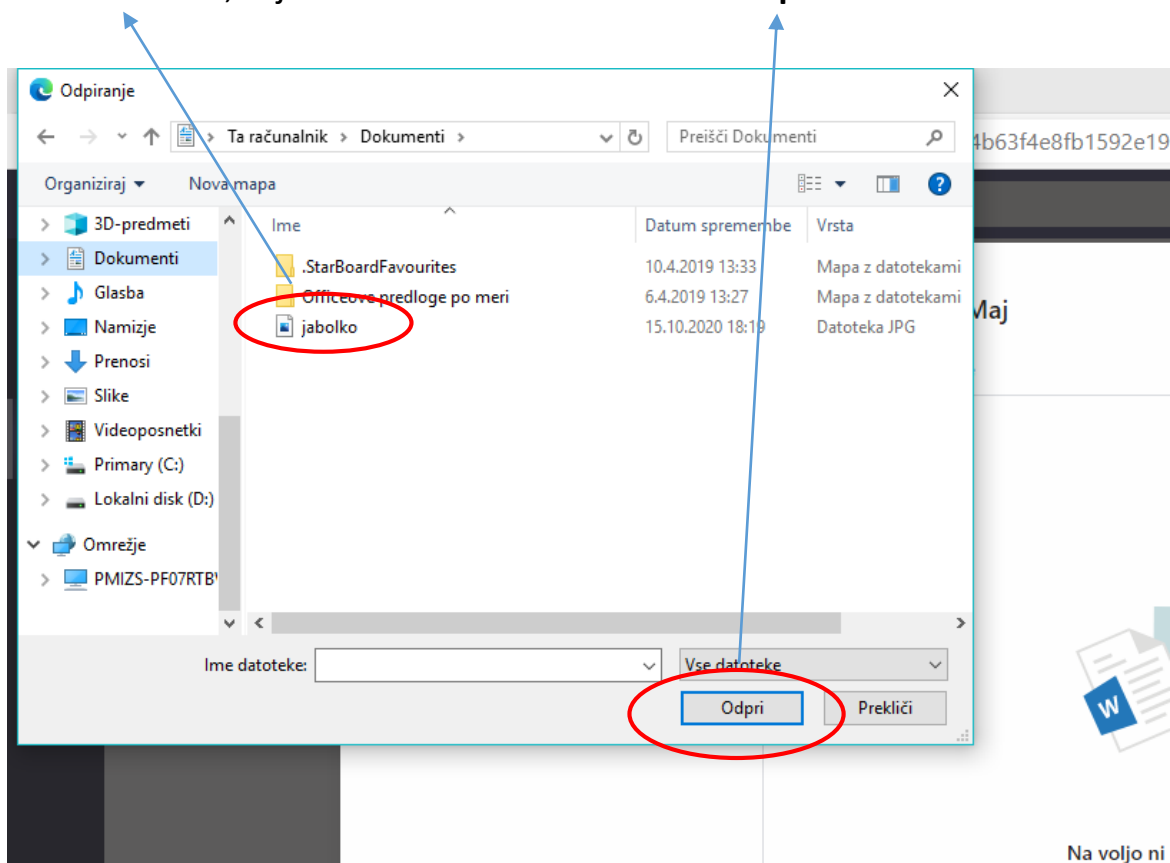 Odpiranje
Ta računalnik > Dokumenti >
Preišči Dokumenti
4b63f4e8fb1592e19
Organiziraj
Nova mapa
3D-predmeti
Ime
Datum spremembe
Vrsta
Dokumenti
.StarBoardFavourites
10.4.2019 13:33
Mapa z datotekami
Glasba
Officeove predloge po meri
6.4.2019 13:27
Mapa z datotekami
Maj
Namizje
jabolko
15.10.2020 18:19
Datoteka JPG
Prenosi
Slike
Videoposnetki
Primary (C:)
Lokalni disk (D:)
Omrežje
PMIZS-PF07RTB
Ime datoteke:
Vse datoteke
Odpri
Prekliči
W
Na voljo ni